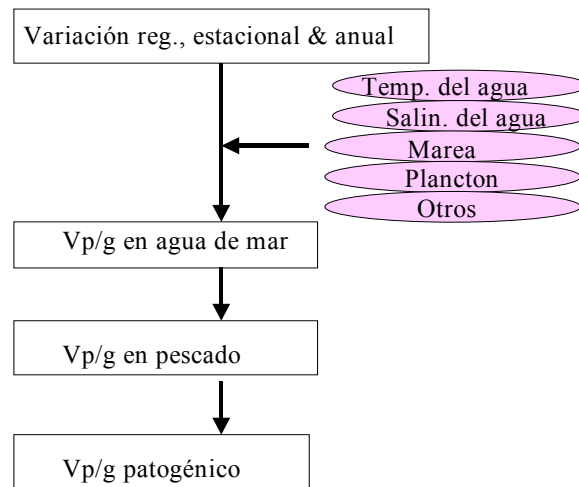 Variación reg., estacional & anual
Temp. del agua
Salin. del agua
Marea
Plancton
Otros
Vp/g en agua de mar
Vp/g en pescado
Vp/g patogénico